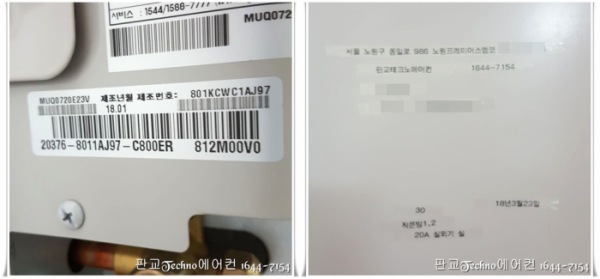 서비스 : 1544/1588-7777
MUQ072
MUQ0720E23V
제조년월 제조번호:
801KCWC1AJ97
18.01
20376-8011AJ97-C800ER
812M00V0
판교Techno에어컨 1644-7154
서울 노원구 동일로 986 노원프레미어스엠코
판교테크노에어컨 1644-7154
30
18년3월23일
직은방1,2
20A 실외기 실
판교Techno에어컨 1644-7154